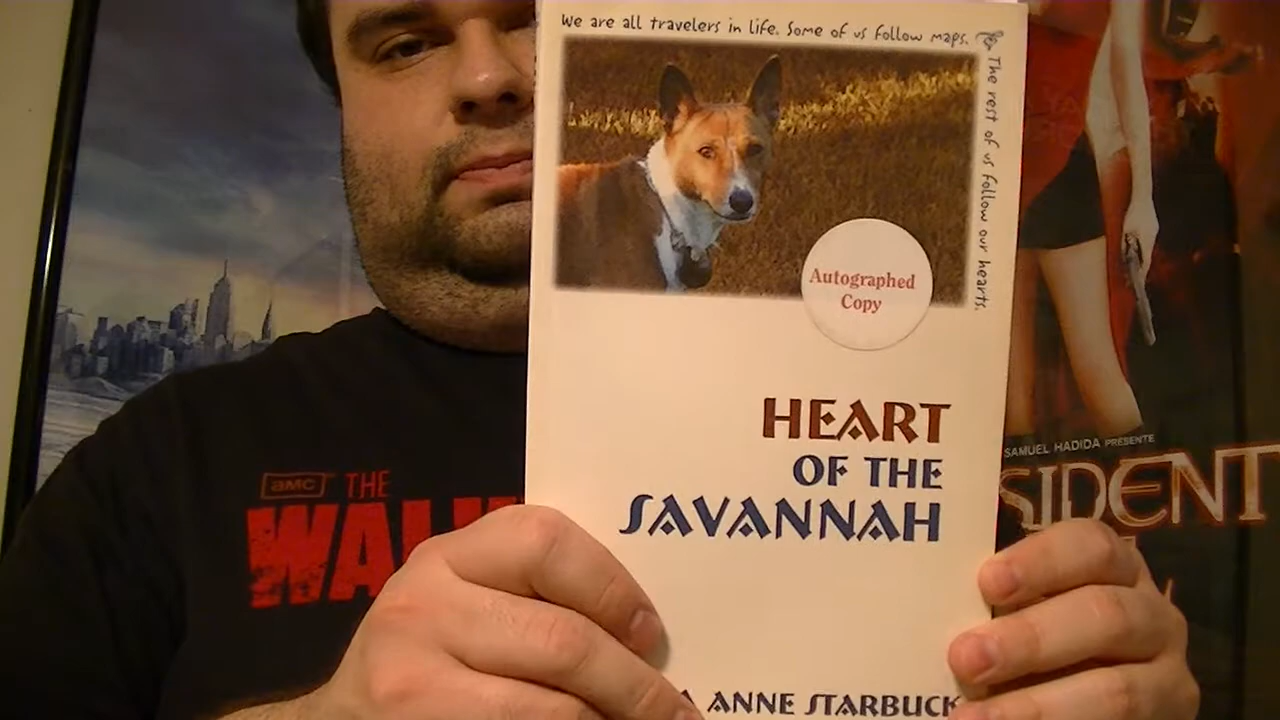 We are all travelers in life. Some of us follow maps.
The rest of us follow our hearts.
Autographed
Copy
HEART
OF THE
SAVANNAH
ANNE STARBUCK
amc THE
WAL
SAMUEL HADIDA PRESENTE
SIDENT